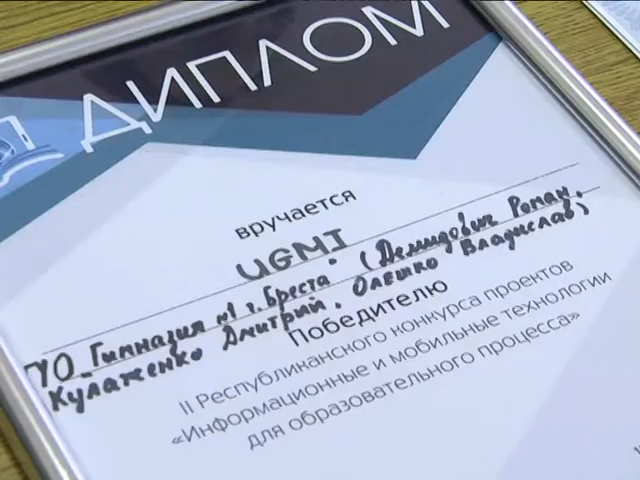 ДИПЛОМ
вручается
UGMI
УО „Гимназия №1 г. Бреста" (Демидович Роман,
Кулаженко Дмитрий, Олешко Владислав)
Победителю
II Республиканского конкурса проектов
«Информационные и мобильные технологии
для образовательного процесса»